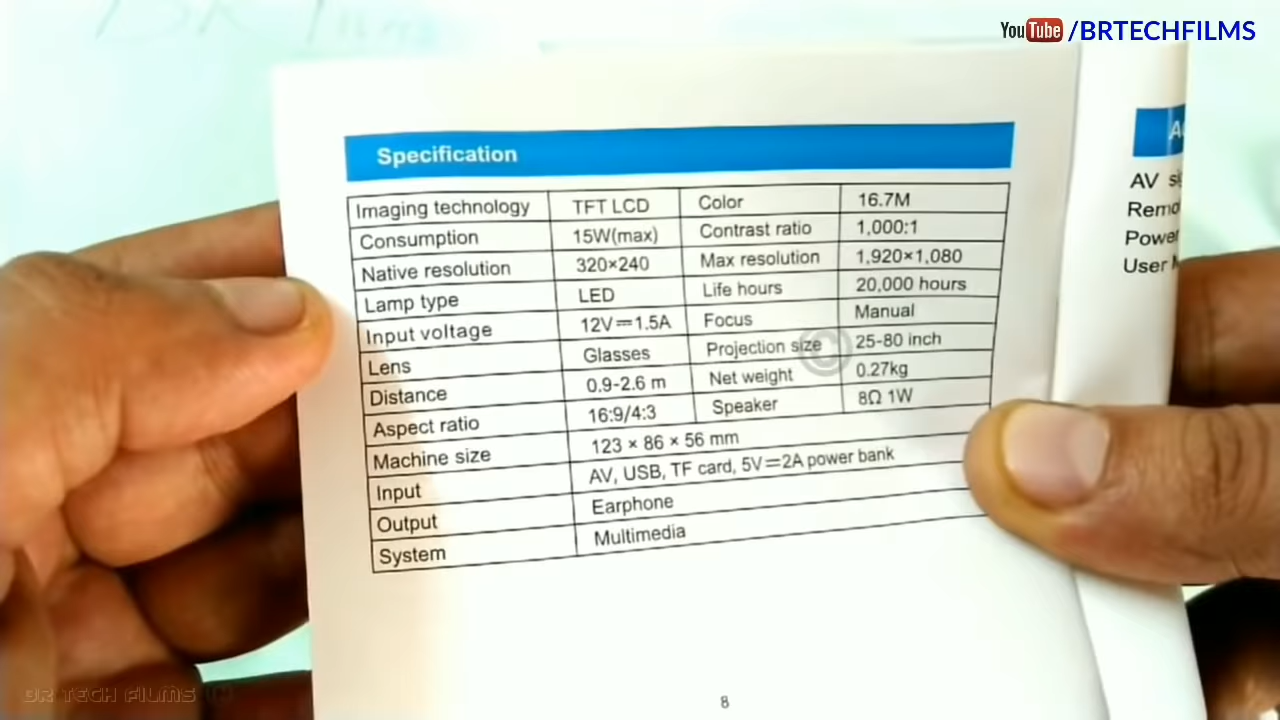 YouTube /BRTECHFILMS
Specification
Imaging technology TFT LCD Color 16.7M
Consumption 15W(max) Contrast ratio 1,000:1
Native resolution 320×240 Max resolution 1,920×1,080
Lamp type LED Life hours 20,000 hours
Input voltage 12V⎓1.5A Focus Manual
Lens Glasses Projection size 25-80 inch
Distance 0.9-2.6 m Net weight 0.27kg
Aspect ratio 16:9/4:3 Speaker 8Ω 1W
Machine size 123 × 86 × 56 mm
Input AV, USB, TF card, 5V⎓2A power bank
Output Earphone
System Multimedia
8
AV
Power
User
©
BR TECH FILMS